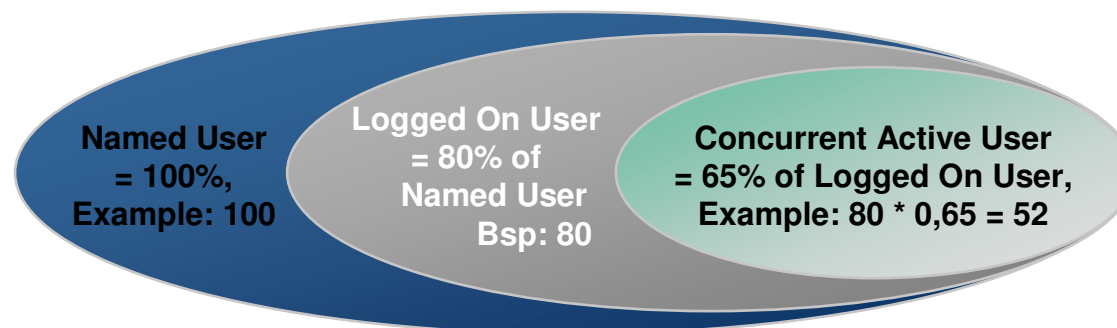 Named User
= 100%,
Example: 100
Logged On User
= 80% of
Named User
Bsp: 80
Concurrent Active User
= 65% of Logged On User,
Example: 80 * 0,65 = 52